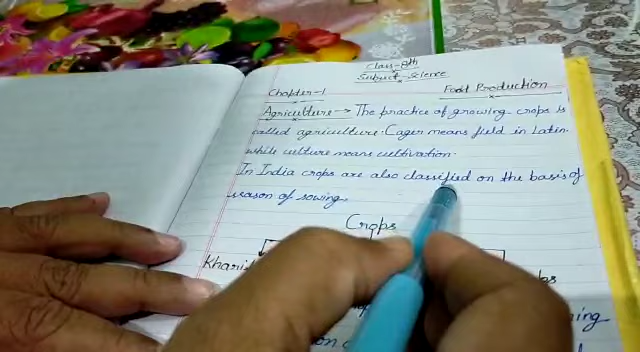 Class-8th
Subject-Science
Chapter-1 Food Production
Agriculture → The practice of growing crops is
called agriculture. Cager means field in Latin.
while culture means cultivation.
In India crops are also classified on the basis of
season of sowing.
Crops
Kharif